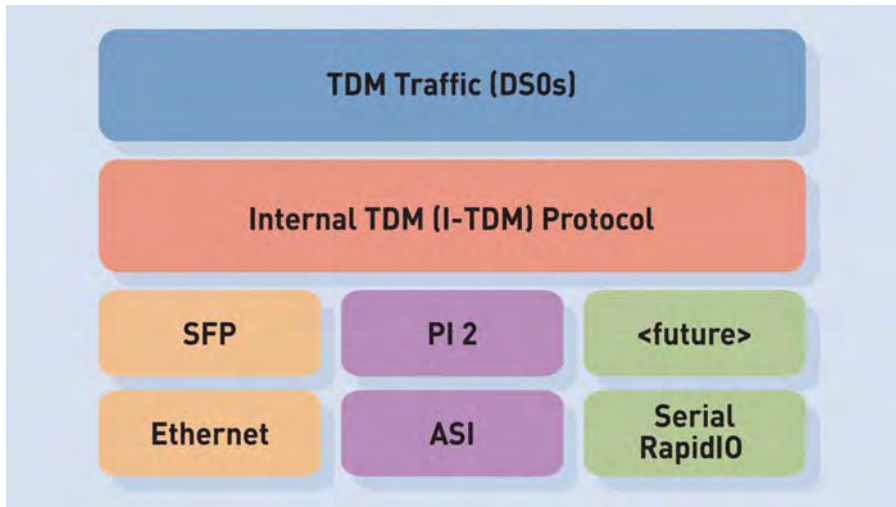 TDM Traffic (DS0s)
Internal TDM (I-TDM) Protocol
SFP
PI 2
<future>
Ethernet
ASI
Serial
RapidIO